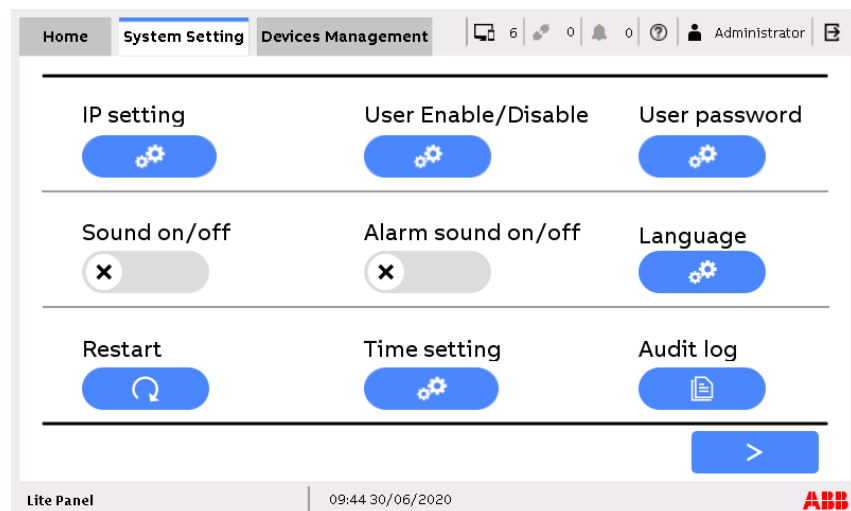 Home System Setting Devices Management 6 0 0 Administrator
IP setting User Enable/Disable User password
Sound on/off Alarm sound on/off Language
Restart Time setting Audit log
>
Lite Panel 09:44 30/06/2020 ABB